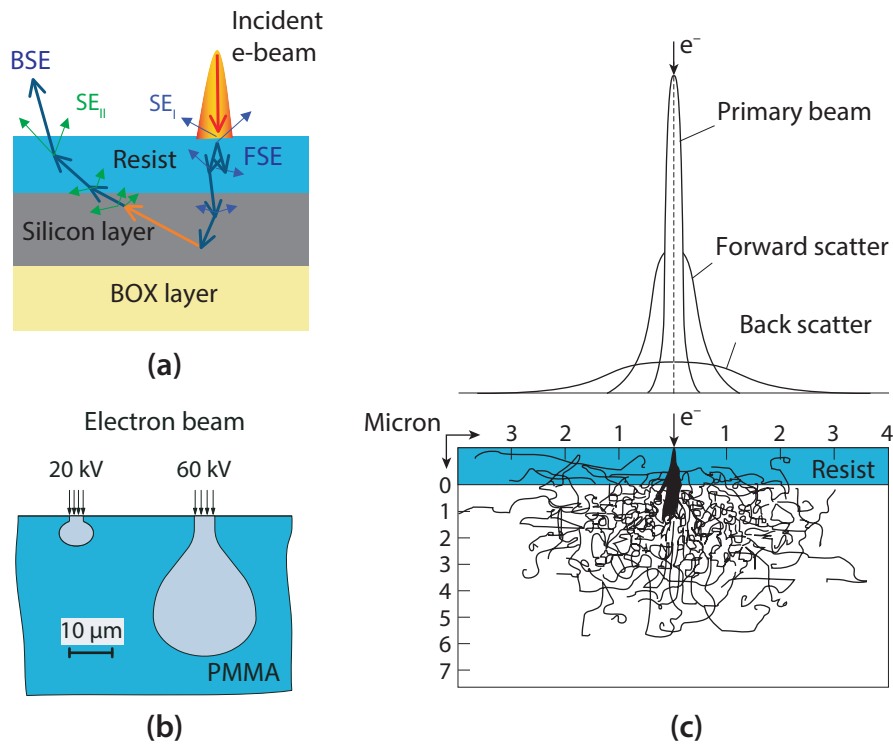 Incident
e-beam
BSE
SE_II
SE_I
Resist
FSE
Silicon layer
BOX layer
(a)
Electron beam
20 kV
60 kV
10 µm
PMMA
(b)
e⁻
Primary beam
Forward scatter
Back scatter
Micron
e⁻
3 2 1 1 2 3 4
Resist
0
1
2
3
4
5
6
7
(c)